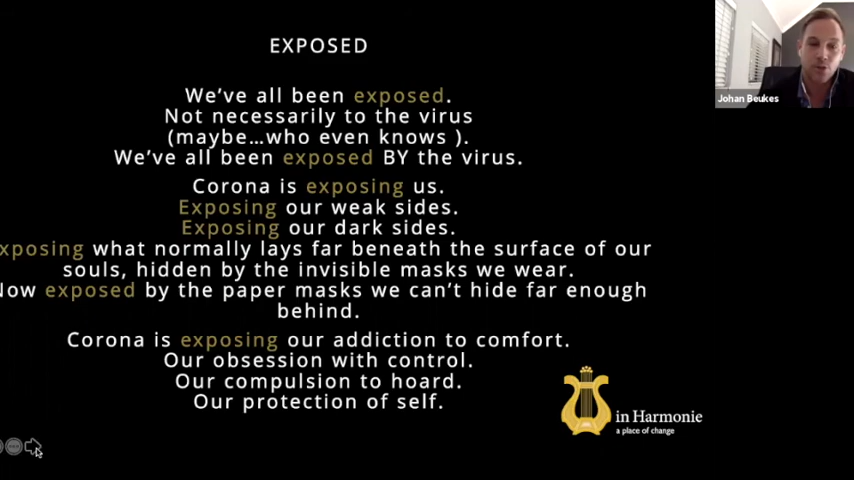 EXPOSED
We've all been exposed.
Not necessarily to the virus
(maybe...who even knows ).
We've all been exposed BY the virus.
Corona is exposing us.
Exposing our weak sides.
Exposing our dark sides.
xposing what normally lays far beneath the surface of our
souls, hidden by the invisible masks we wear.
Now exposed by the paper masks we can't hide far enough
behind.
Corona is exposing our addiction to comfort.
Our obsession with control.
Our compulsion to hoard.
Our protection of self.
in Harmonie
a place of change
Johan Beukes